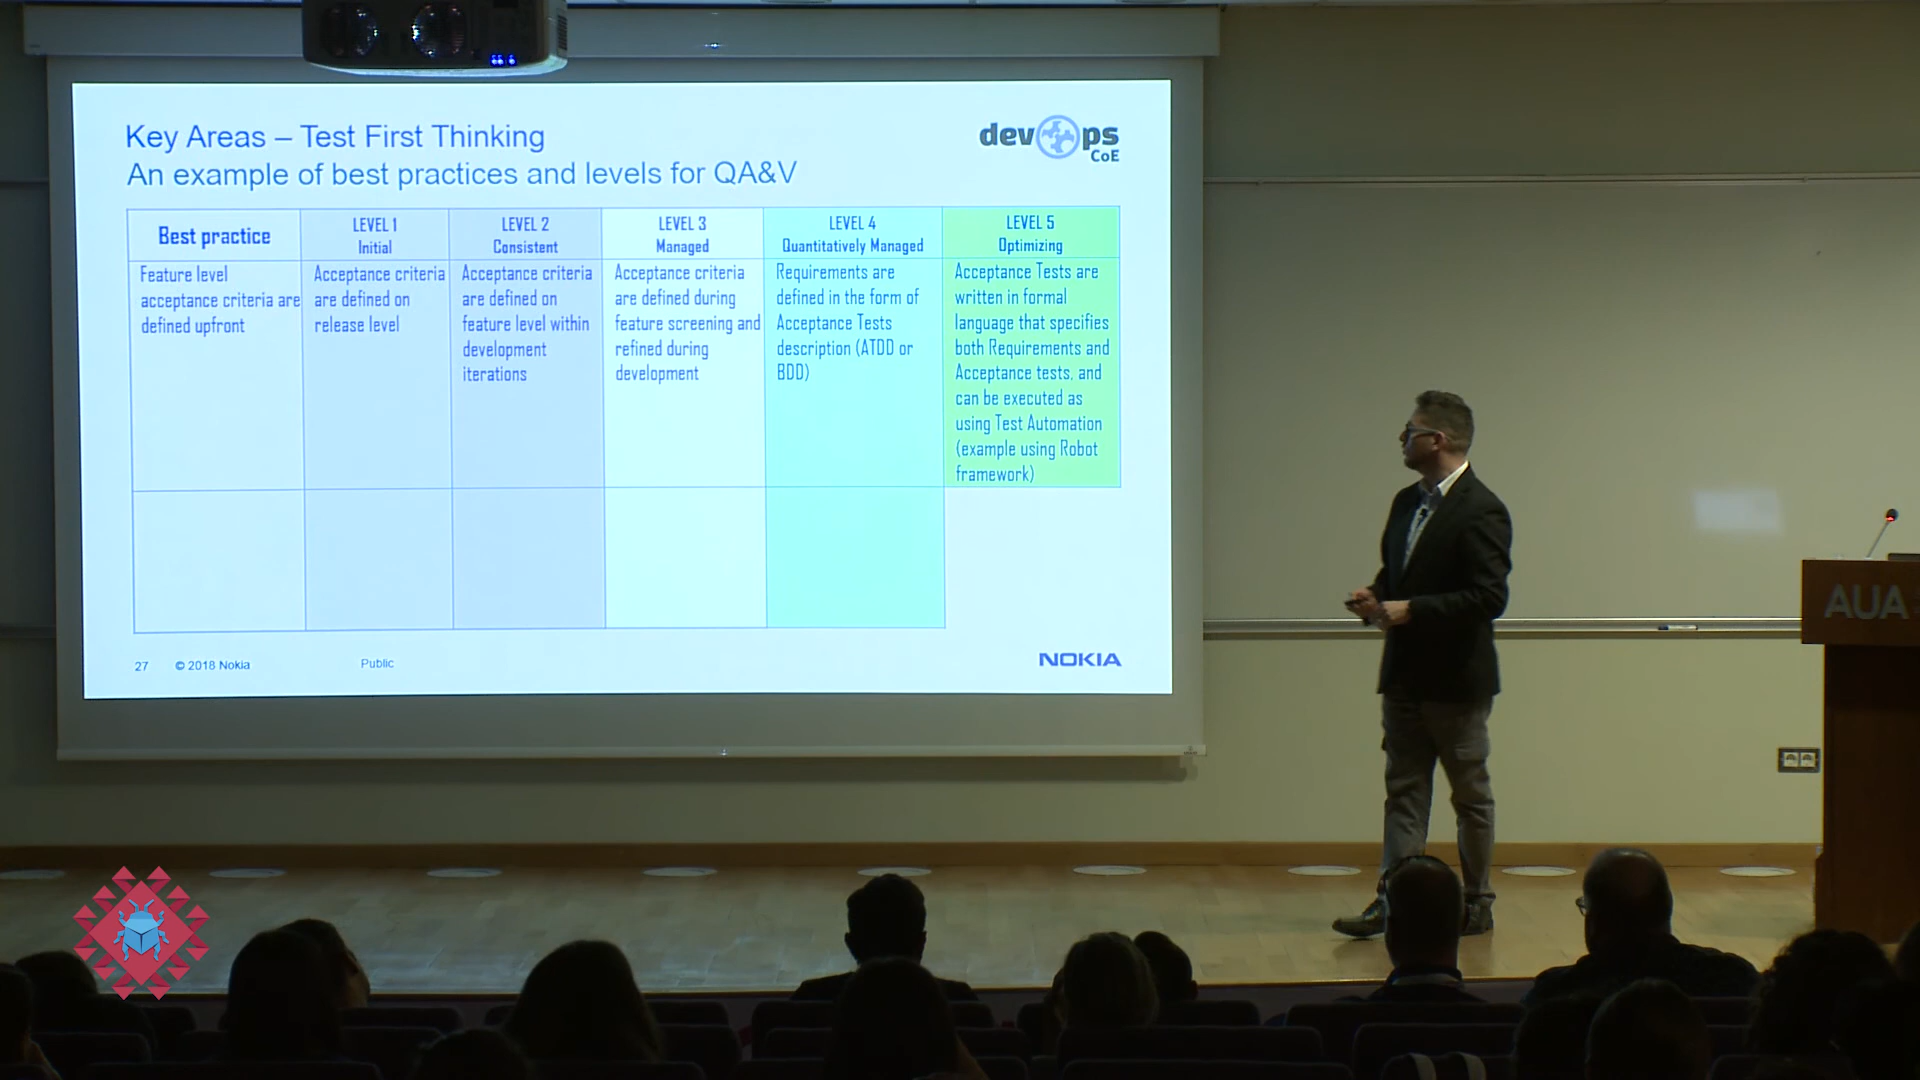 Key Areas – Test First Thinking
An example of best practices and levels for QA&V
devOps
CoE
Best practice
LEVEL 1
Initial
LEVEL 2
Consistent
LEVEL 3
Managed
LEVEL 4
Quantitatively Managed
LEVEL 5
Optimizing
Feature level
acceptance criteria are
defined upfront
Acceptance criteria
are defined on
release level
Acceptance criteria
are defined on
feature level within
development
iterations
Acceptance criteria
are defined during
feature screening and
refined during
development
Requirements are
defined in the form of
Acceptance Tests
description (ATDD or
BDD)
Acceptance Tests are
written in formal
language that specifies
both Requirements and
Acceptance tests, and
can be executed as
using Test Automation
(example using Robot
framework)
27 © 2018 Nokia Public
NOKIA
AUA